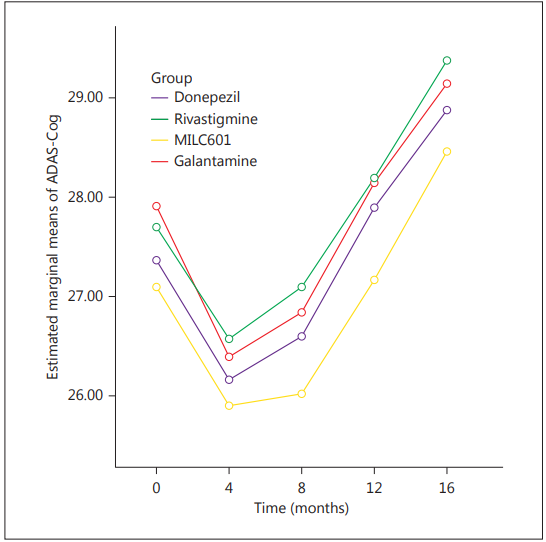 Group
Donepezil
Rivastigmine
MILC601
Galantamine
Estimated marginal means of ADAS-Cog
29.00
28.00
27.00
26.00
0 4 8 12 16
Time (months)